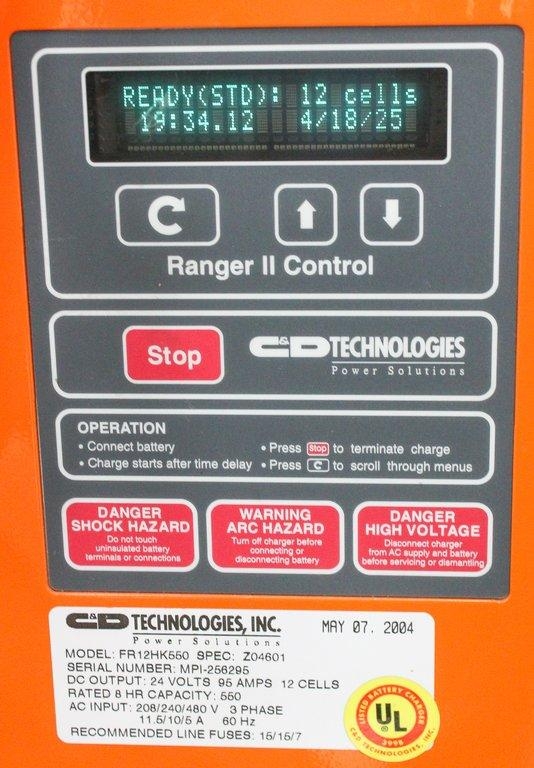 READY(STD): 12 cells
19:34.12 4/18/25
Ranger II Control
Stop
C&D TECHNOLOGIES
Power Solutions
OPERATION
• Connect battery
• Charge starts after time delay
• Press Stop to terminate charge
• Press C to scroll through menus
DANGER
SHOCK HAZARD
Do not touch
uninsulated battery
terminals or connections
WARNING
ARC HAZARD
Turn off charger before
connecting or
disconnecting battery
DANGER
HIGH VOLTAGE
Disconnect charger
from AC supply and battery
before servicing or dismantling
C&D TECHNOLOGIES, INC.
Power Solutions
MAY 07. 2004
MODEL: FR12HK550 SPEC: Z04601
SERIAL NUMBER: MPI-256295
DC OUTPUT: 24 VOLTS 95 AMPS 12 CELLS
RATED 8 HR CAPACITY: 550
AC INPUT: 208/240/480 V 3 PHASE
11.5/10/5 A 60 Hz
RECOMMENDED LINE FUSES: 15/15/7
LISTED BATTERY CHARGER
UL
399B
C&D TECHNOLOGIES, INC.